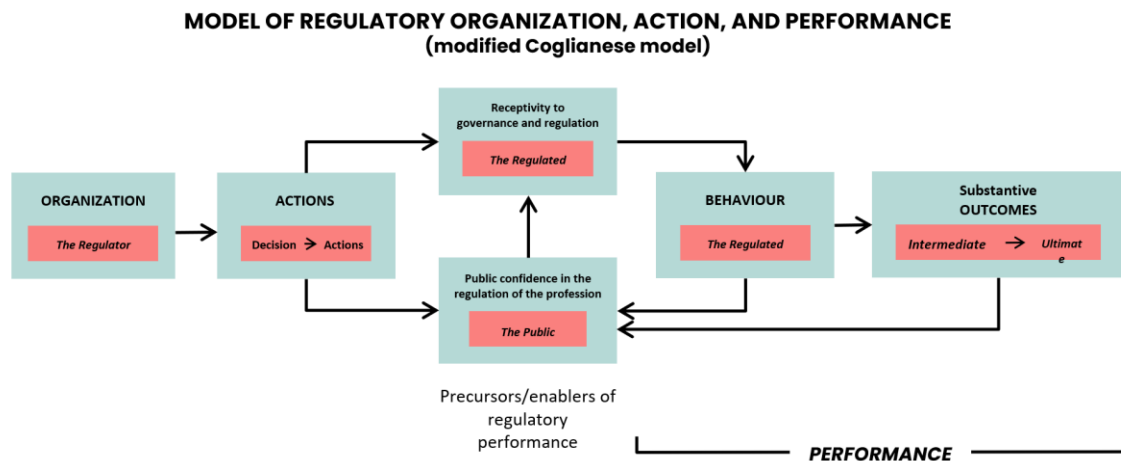 MODEL OF REGULATORY ORGANIZATION, ACTION, AND PERFORMANCE
(modified Coglianese model)
Receptivity to
governance and regulation
The Regulated
ORGANIZATION
The Regulator
ACTIONS
Decision → Actions
BEHAVIOUR
The Regulated
Substantive
OUTCOMES
Intermediate → Ultimat
e
Public confidence in the
regulation of the profession
The Public
Precursors/enablers of
regulatory
performance
PERFORMANCE